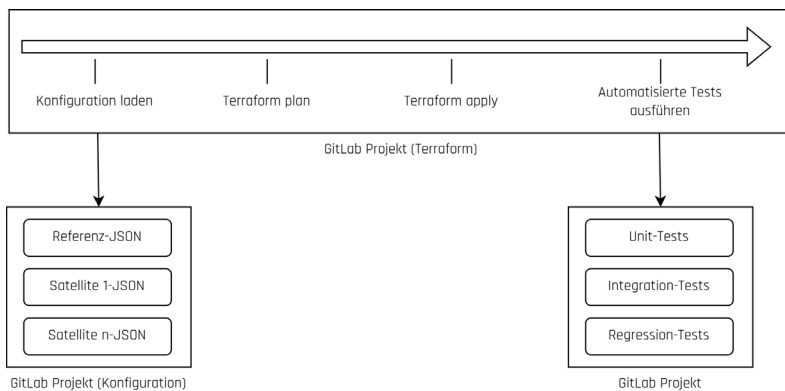 Konfiguration laden
Terraform plan
Terraform apply
Automatisierte Tests
ausführen
GitLab Projekt (Terraform)
Referenz-JSON
Satellite 1-JSON
Satellite n-JSON
GitLab Projekt (Konfiguration)
Unit-Tests
Integration-Tests
Regression-Tests
GitLab Projekt